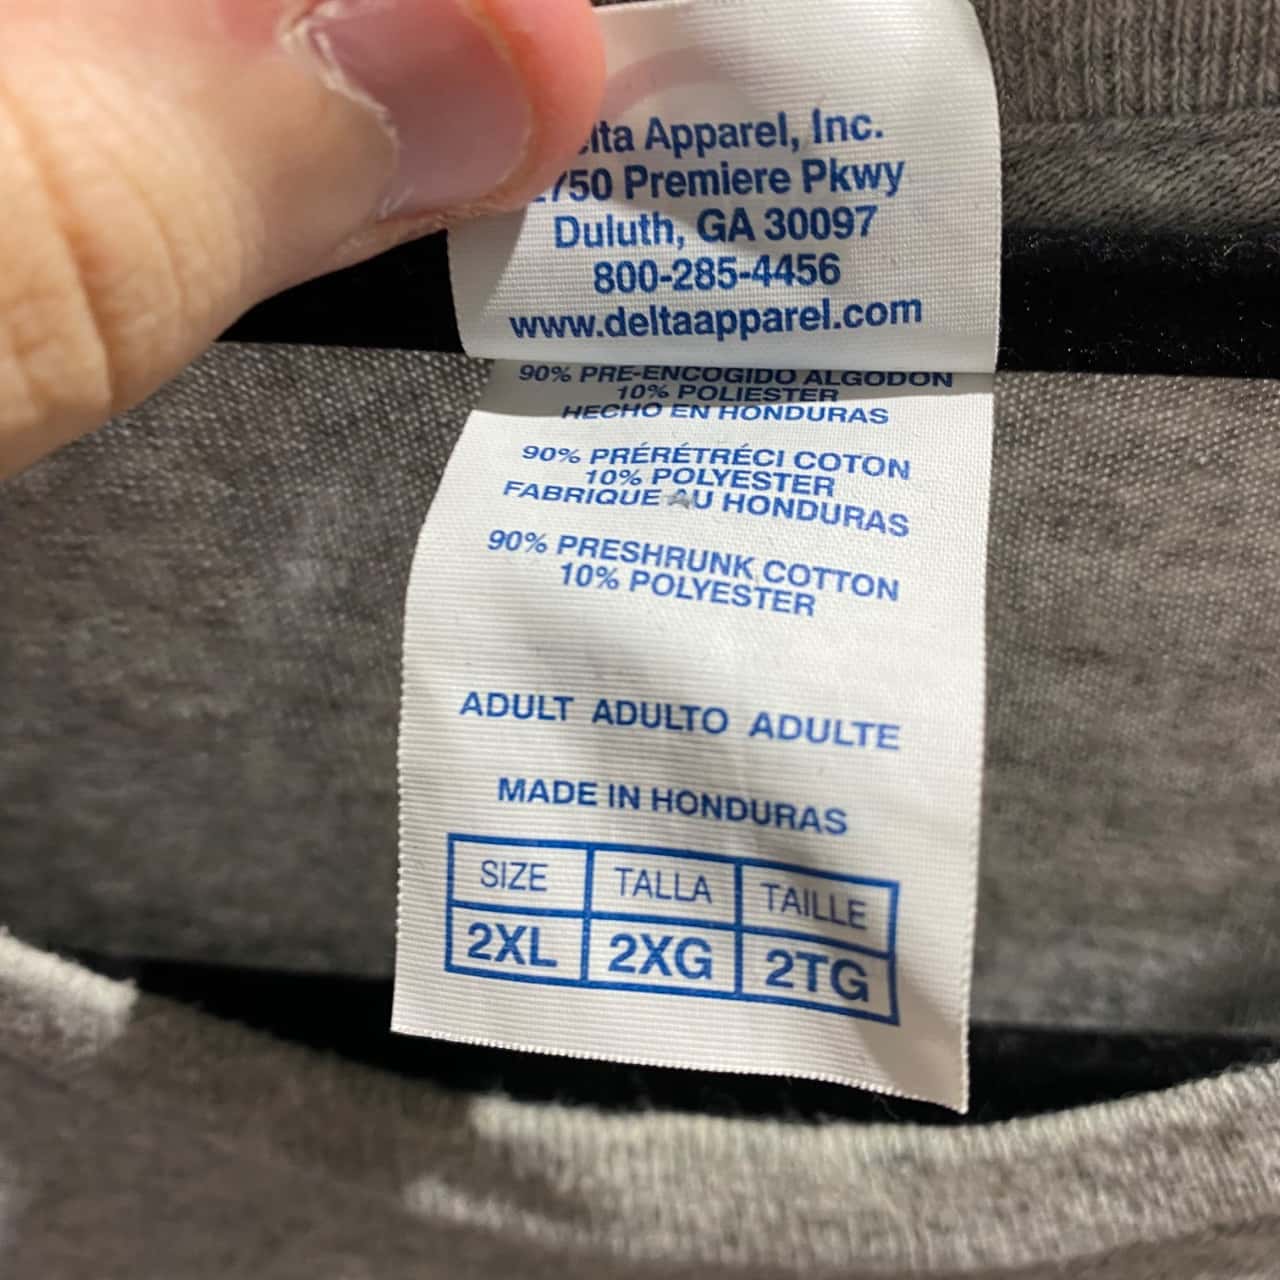 Apparel, Inc.
Premiere Pkwy
Duluth, GA 30097
800-285-4456
www.deltaapparel.com
90% PRE-ENCOGIDO ALGODON
10% POLIESTER
HECHO EN HONDURAS
90% PRÉRÉTRÉCI COTON
10% POLYESTER
FABRIQUE AU HONDURAS
90% PRESHRUNK COTTON
10% POLYESTER
ADULT ADULTO ADULTE
MADE IN HONDURAS
SIZE TALLA TAILLE
2XL 2XG 2TG